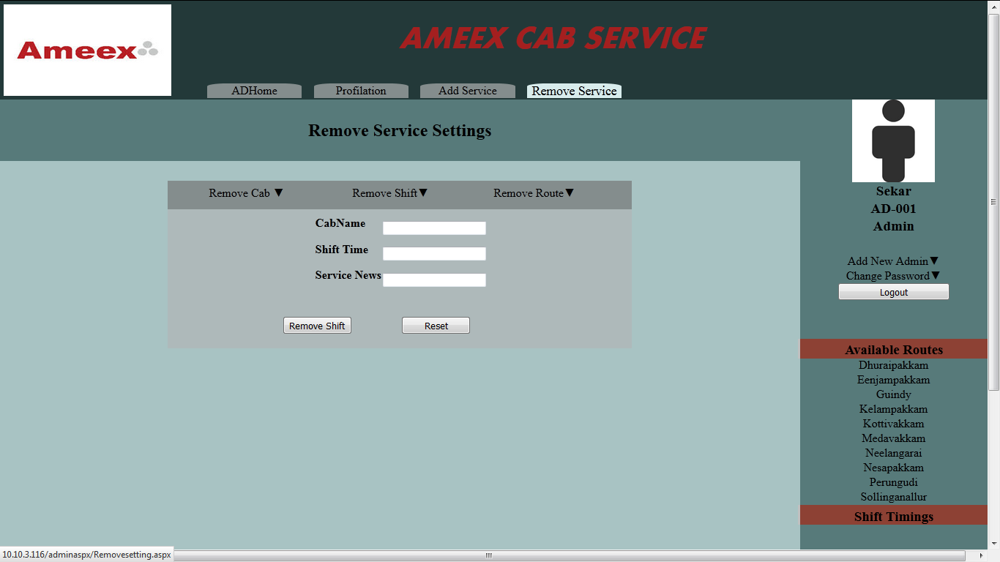 Ameex
AMEEX CAB SERVICE
ADHome Profilation Add Service Remove Service
Remove Service Settings
Remove Cab ▼ Remove Shift▼ Remove Route▼
CabName
Shift Time
Service News
Remove Shift Reset
Sekar
AD-001
Admin
Add New Admin▼
Change Password▼
Logout
Available Routes
Dhuraipakkam
Eenjampakkam
Guindy
Kelampakkam
Kottivakkam
Medavakkam
Neelangarai
Nesapakkam
Perungudi
Sollinganallur
Shift Timings
10.10.3.116/adminaspx/Removesetting.aspx